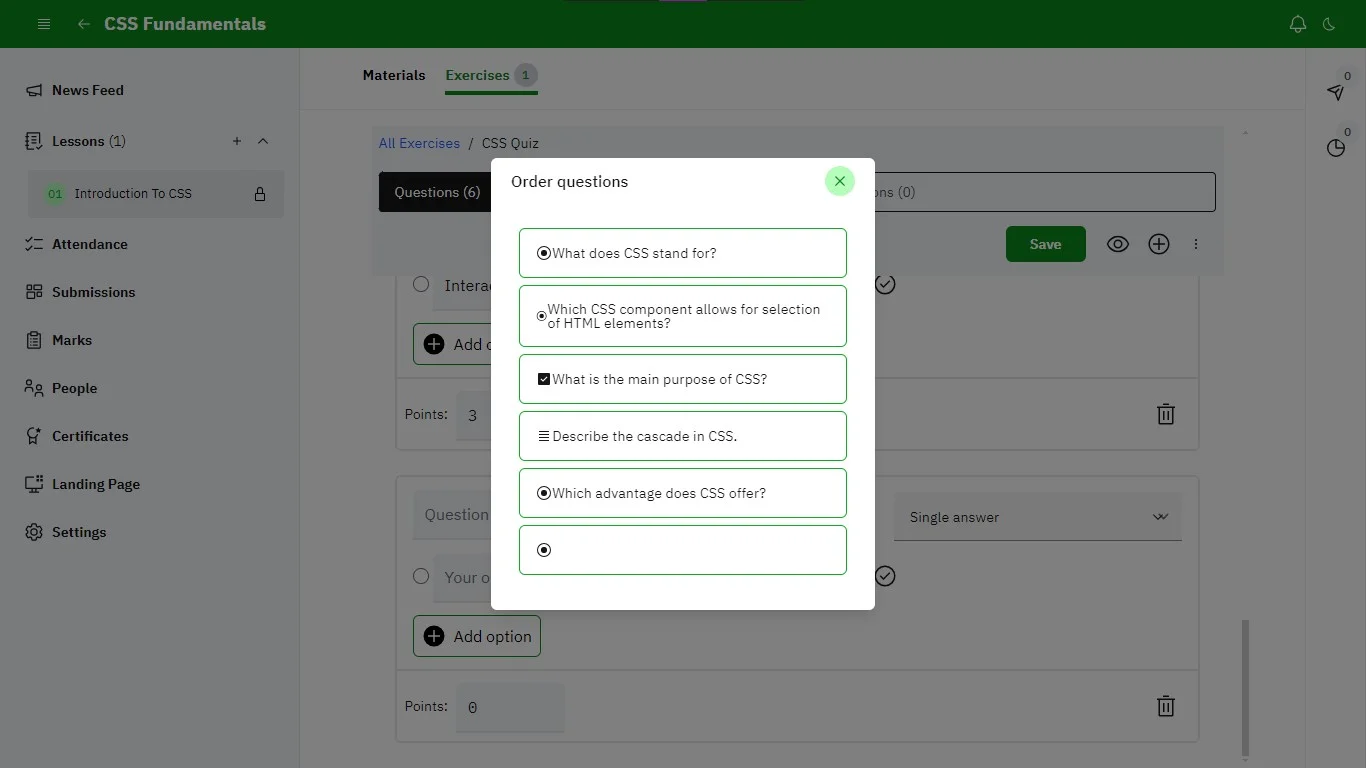 CSS Fundamentals
News Feed
Lessons (1)
01 Introduction To CSS
Attendance
Submissions
Marks
People
Certificates
Landing Page
Settings
Materials
Exercises 1
0
0
All Exercises / CSS Quiz
Questions (6)
(0)
Save
Add
Points: 3
Question
Single answer
Your
Add option
Points: 0
Order questions
What does CSS stand for?
Which CSS component allows for selection
of HTML elements?
What is the main purpose of CSS?
Describe the cascade in CSS.
Which advantage does CSS offer?